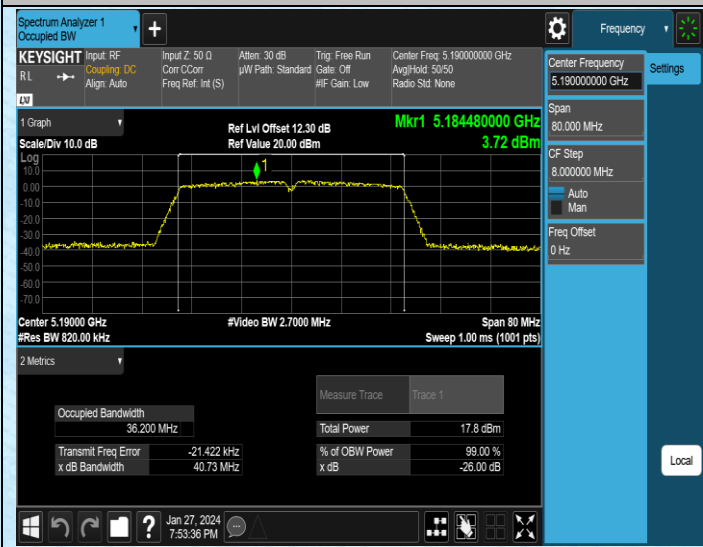 Spectrum Analyzer 1
Occupied BW
+
Frequency
KEYSIGHT
RL
LXI
Input: RF
Coupling: DC
Align: Auto
Input Z: 50 Ω
Corr CCorr
Freq Ref: Int (S)
Atten: 30 dB
µW Path: Standard
Trig: Free Run
Gate: Off
#IF Gain: Low
Center Freq: 5.190000000 GHz
Avg|Hold: 50/50
Radio Std: None
Center Frequency
5.190000000 GHz
Settings
Span
80.000 MHz
CF Step
8.000000 MHz
Auto
Man
Freq Offset
0 Hz
Local
1 Graph
Scale/Div 10.0 dB
Ref Lvl Offset 12.30 dB
Ref Value 20.00 dBm
Mkr1 5.184480000 GHz
3.72 dBm
Log
10.0
0.00
-10.0
-20.0
-30.0
-40.0
-50.0
-60.0
-70.0
1
Center 5.19000 GHz
#Res BW 820.00 kHz
#Video BW 2.7000 MHz
Span 80 MHz
Sweep 1.00 ms (1001 pts)
2 Metrics
Measure Trace Trace 1
Occupied Bandwidth
36.200 MHz
Total Power 17.8 dBm
Transmit Freq Error -21.422 kHz
% of OBW Power 99.00 %
x dB Bandwidth 40.73 MHz
x dB -26.00 dB
?
Jan 27, 2024
7:53:36 PM